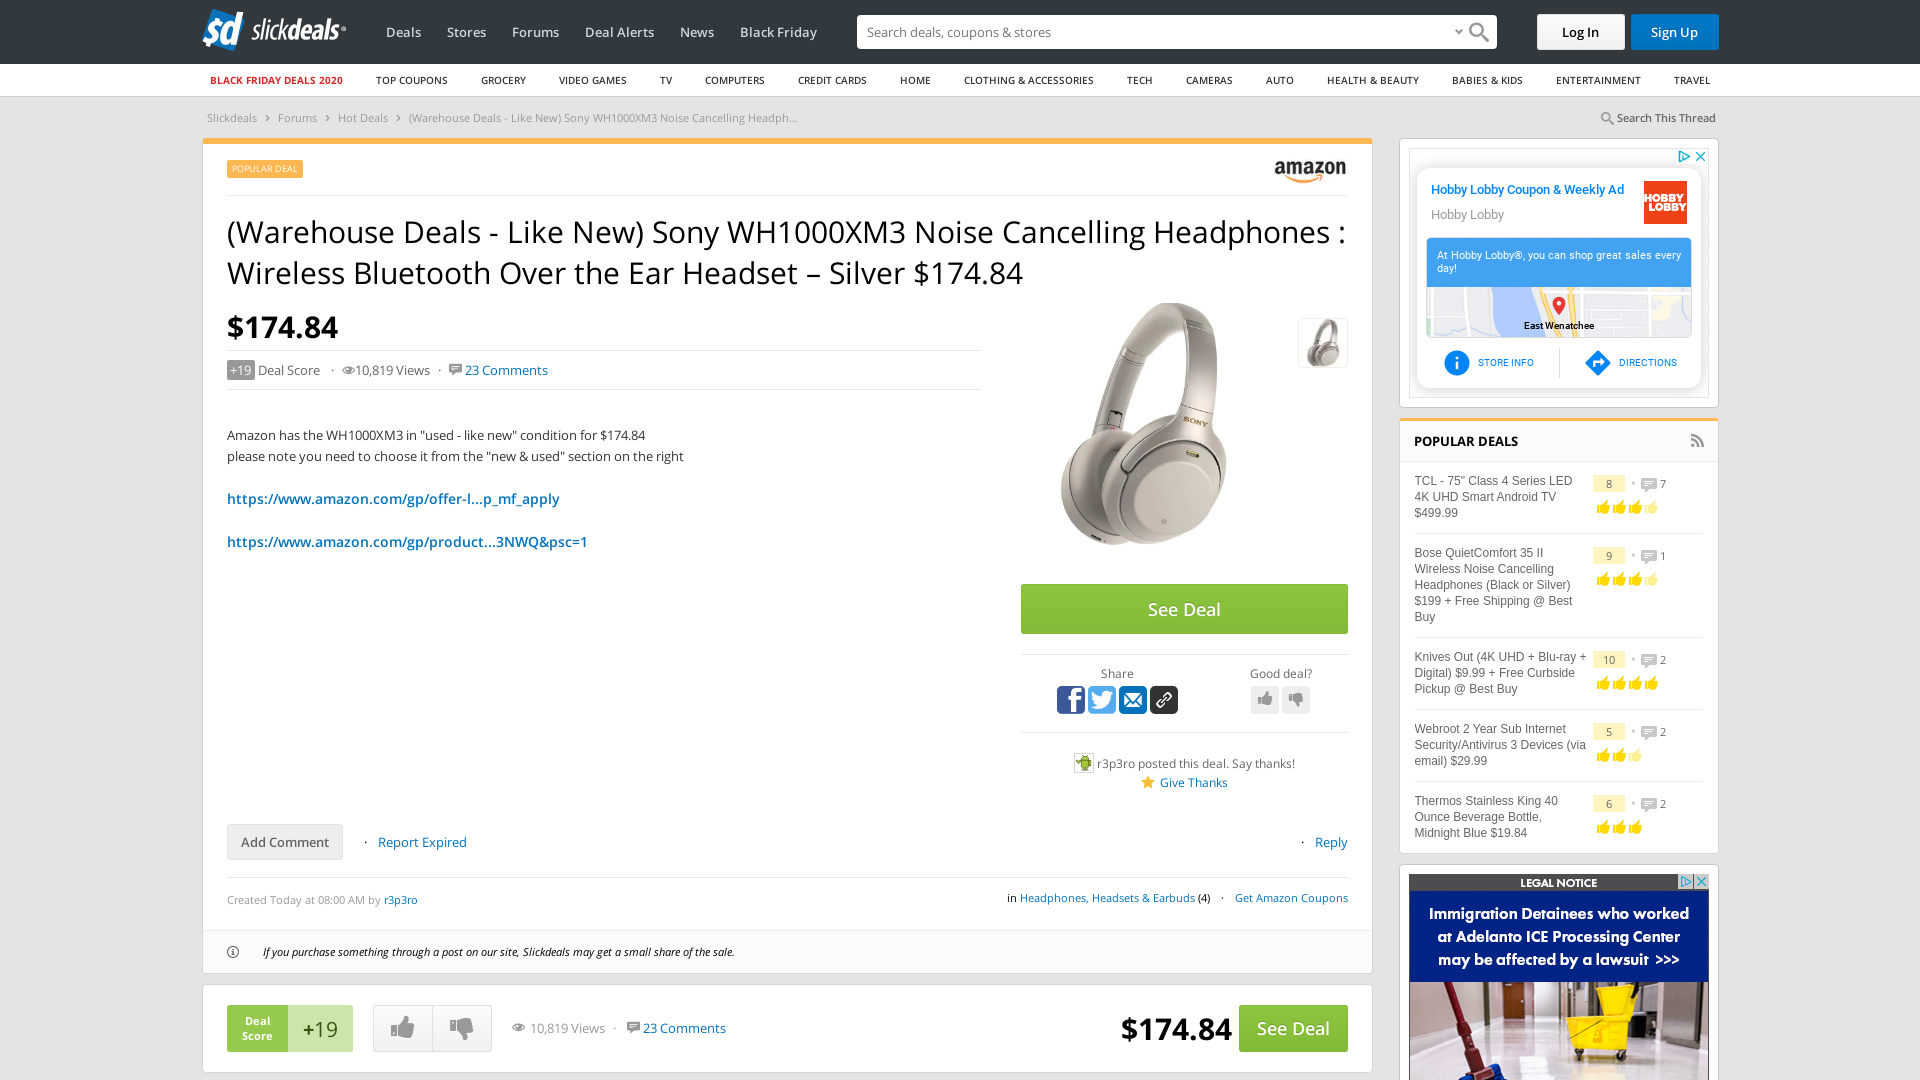 sd slickdeals
Deals
Stores
Forums
Deal Alerts
News
Black Friday
Search deals, coupons & stores
Log In
Sign Up
BLACK FRIDAY DEALS 2020
TOP COUPONS
GROCERY
VIDEO GAMES
TV
COMPUTERS
CREDIT CARDS
HOME
CLOTHING & ACCESSORIES
TECH
CAMERAS
AUTO
HEALTH & BEAUTY
BABIES & KIDS
ENTERTAINMENT
TRAVEL
Slickdeals > Forums > Hot Deals > (Warehouse Deals - Like New) Sony WH1000XM3 Noise Cancelling Headph...
Search This Thread
POPULAR DEAL
amazon
(Warehouse Deals - Like New) Sony WH1000XM3 Noise Cancelling Headphones :
Wireless Bluetooth Over the Ear Headset – Silver $174.84
$174.84
+19 Deal Score · 10,819 Views · 23 Comments
Amazon has the WH1000XM3 in "used - like new" condition for $174.84
please note you need to choose it from the "new & used" section on the right
https://www.amazon.com/gp/offer-l...p_mf_apply
https://www.amazon.com/gp/product...3NWQ&psc=1
SONY
See Deal
Share
Good deal?
r3p3ro posted this deal. Say thanks!
Give Thanks
Add Comment
· Report Expired
· Reply
Created Today at 08:00 AM by r3p3ro
in Headphones, Headsets & Earbuds (4) · Get Amazon Coupons
If you purchase something through a post on our site, Slickdeals may get a small share of the sale.
Deal
Score
+19
10,819 Views · 23 Comments
$174.84
See Deal
Hobby Lobby Coupon & Weekly Ad
Hobby Lobby
HOBBY
LOBBY
At Hobby Lobby®, you can shop great sales every
day!
East Wenatchee
STORE INFO
DIRECTIONS
POPULAR DEALS
TCL - 75" Class 4 Series LED
4K UHD Smart Android TV
$499.99
8 • 7
Bose QuietComfort 35 II
Wireless Noise Cancelling
Headphones (Black or Silver)
$199 + Free Shipping @ Best
Buy
9 • 1
Knives Out (4K UHD + Blu-ray +
Digital) $9.99 + Free Curbside
Pickup @ Best Buy
10 • 2
Webroot 2 Year Sub Internet
Security/Antivirus 3 Devices (via
email) $29.99
5 • 2
Thermos Stainless King 40
Ounce Beverage Bottle,
Midnight Blue $19.84
6 • 2
LEGAL NOTICE
Immigration Detainees who worked
at Adelanto ICE Processing Center
may be affected by a lawsuit >>>